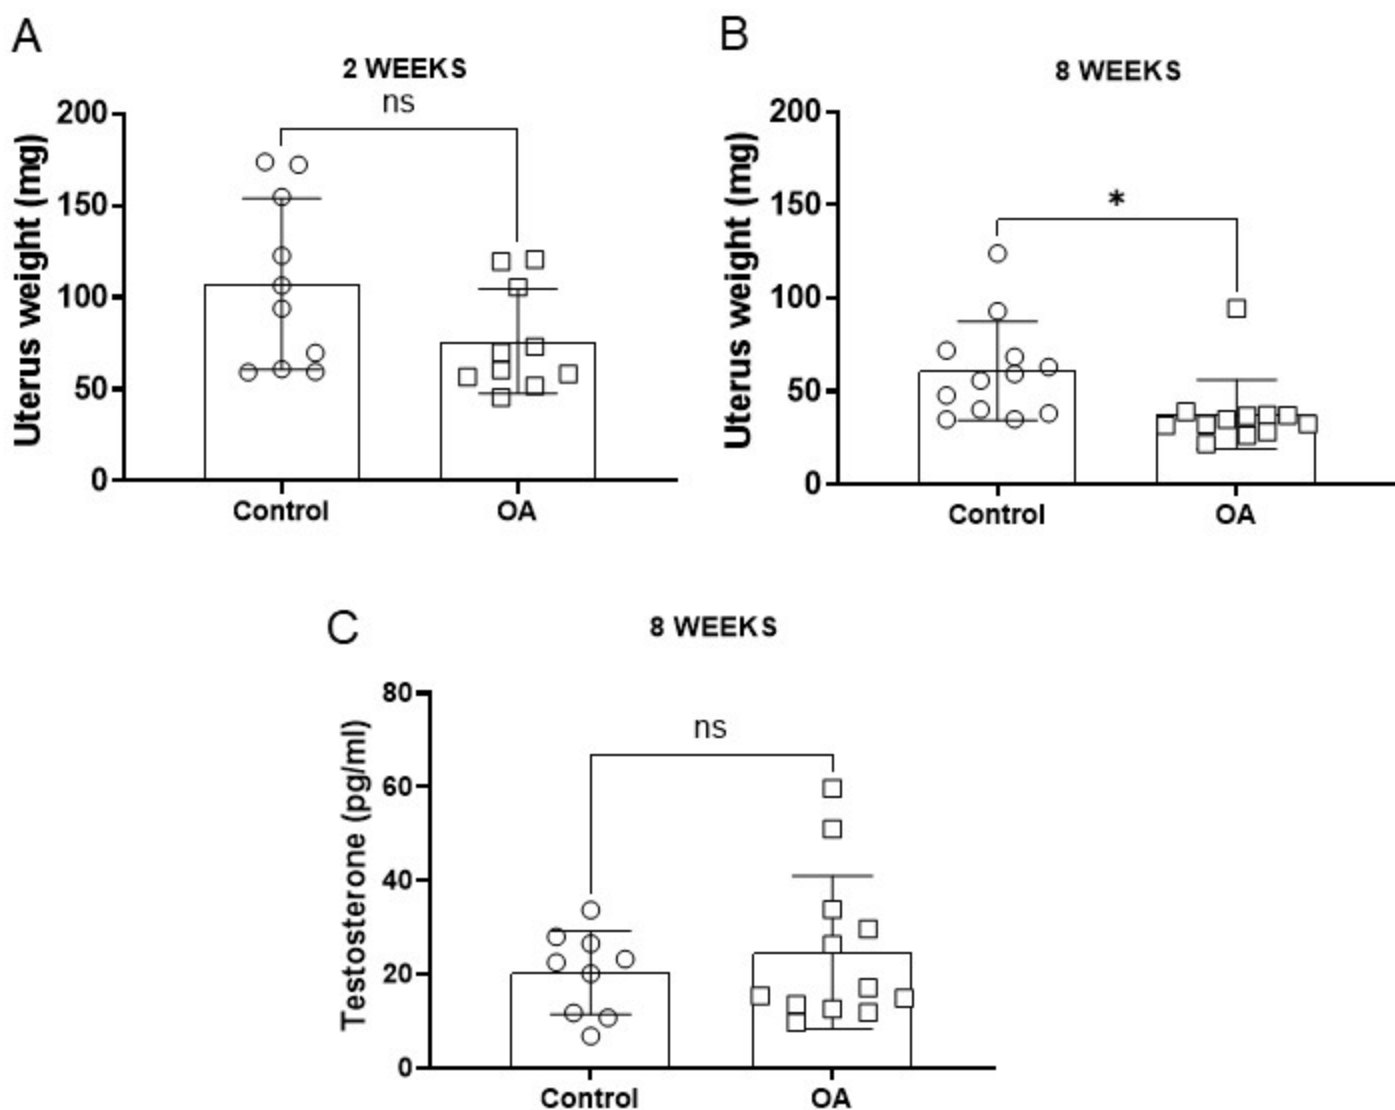 A
2 WEEKS
ns
Uterus weight (mg)
200
150
100
50
0
Control
OA
B
8 WEEKS
*
Uterus weight (mg)
200
150
100
50
0
Control
OA
C
8 WEEKS
ns
Testosterone (pg/ml)
80
60
40
20
0
Control
OA